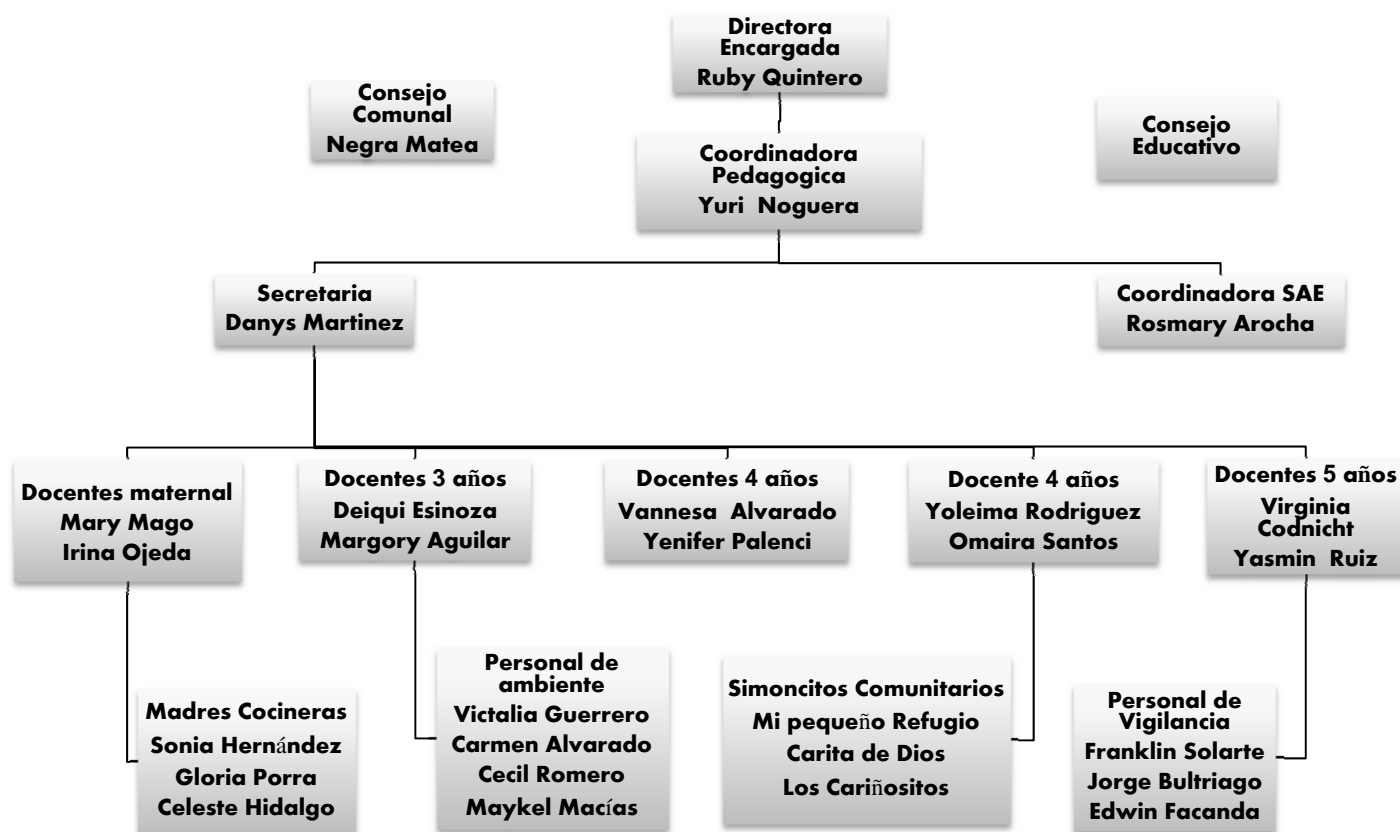 Directora
Encargada
Ruby Quintero
Consejo
Comunal
Negra Matea
Consejo
Educativo
Coordinadora
Pedagogica
Yuri Noguera
Secretaria
Danys Martinez
Coordinadora SAE
Rosmary Arocha
Docentes maternal
Mary Mago
Irina Ojeda
Docentes 3 años
Deiqui Esinoza
Margory Aguilar
Docentes 4 años
Vannesa Alvarado
Yenifer Palenci
Docente 4 años
Yoleima Rodriguez
Omaira Santos
Docentes 5 años
Virginia
Codnicht
Yasmin Ruiz
Madres Cocineras
Sonia Hernández
Gloria Porra
Celeste Hidalgo
Personal de
ambiente
Victalia Guerrero
Carmen Alvarado
Cecil Romero
Maykel Macías
Simoncitos Comunitarios
Mi pequeño Refugio
Carita de Dios
Los Cariñositos
Personal de
Vigilancia
Franklin Solarte
Jorge Bultriago
Edwin Facanda